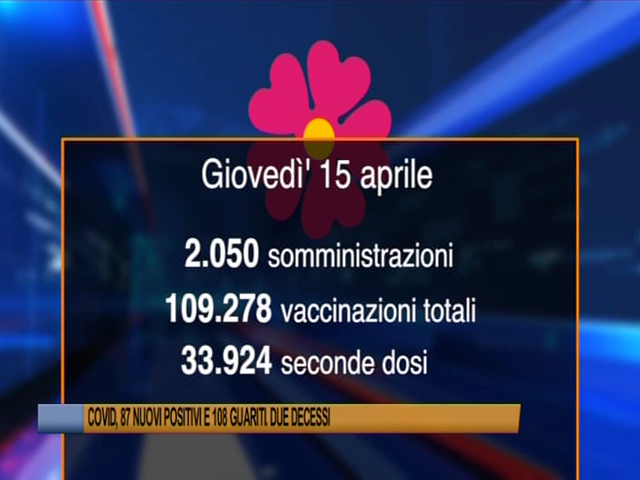 Giovedì' 15 aprile
2.050 somministrazioni
109.278 vaccinazioni totali
33.924 seconde dosi
COVID, 87 NUOVI POSITIVI E 108 GUARITI. DUE DECESSI